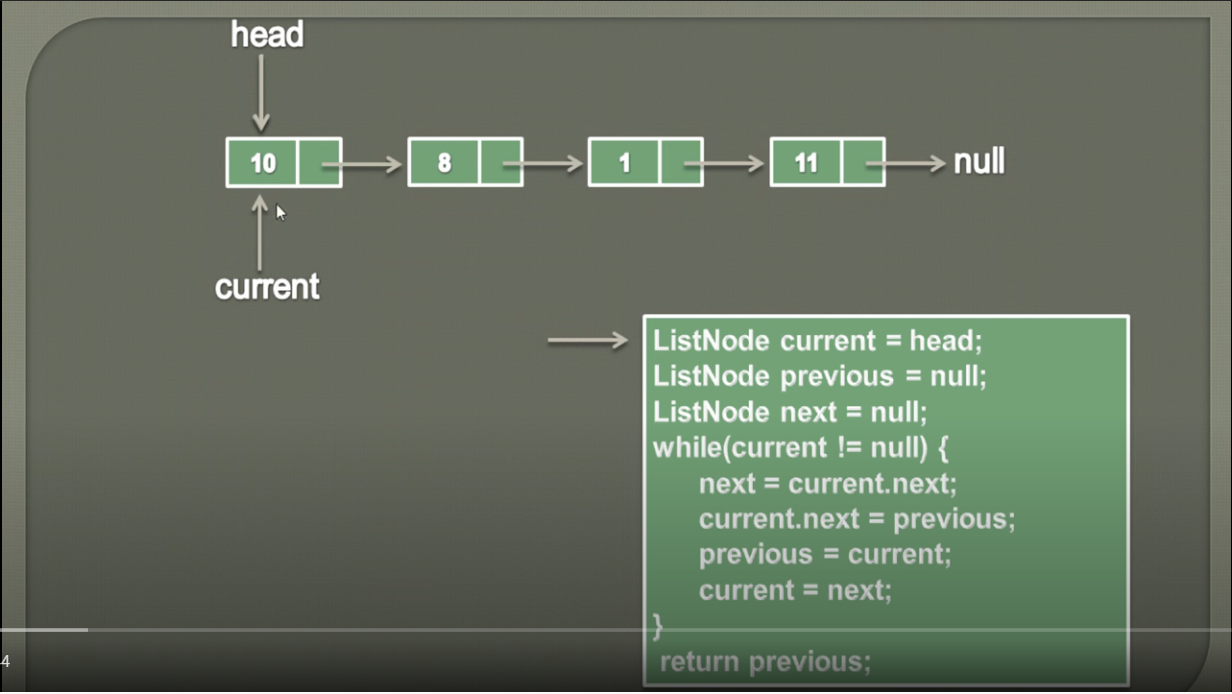 head
10 8 1 11 null
current
ListNode current = head;
ListNode previous = null;
ListNode next = null;
while(current != null) {
next = current.next;
current.next = previous;
previous = current;
current = next;
}
4
return previous;